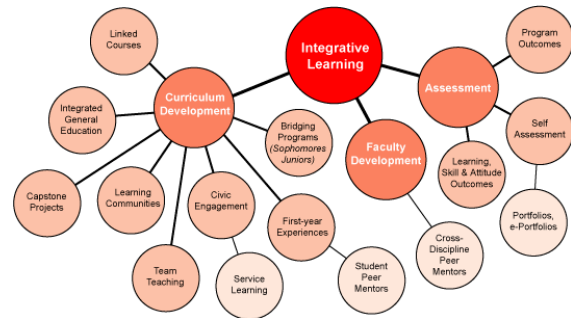 Linked
Courses
Integrative
Learning
Program
Outcomes
Curriculum
Development
Assessment
Integrated
General
Education
Bridging
Programs
(Sophomores
Juniors)
Faculty
Development
Self
Assessment
Learning,
Skill & Attitude
Outcomes
Capstone
Projects
Learning
Communities
Civic
Engagement
First-year
Experiences
Portfolios,
e-Portfolios
Cross-
Discipline
Peer
Mentors
Team
Teaching
Service
Learning
Student
Peer
Mentors